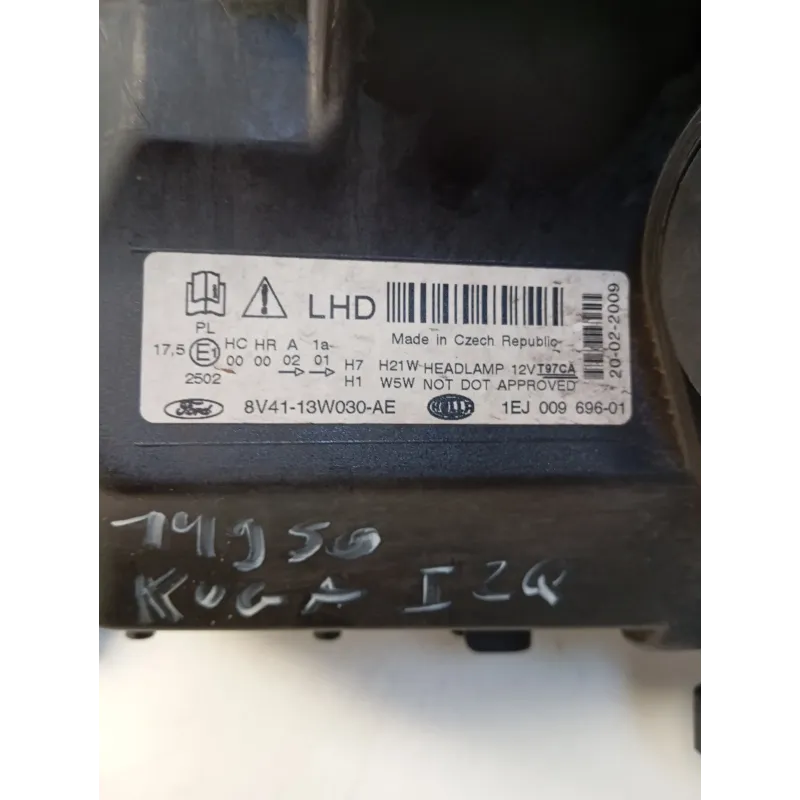 LHD
Made in Czech Republic
20-02-2009
PL
17,5 E1 HC HR A 1a
00 00 02 01 H7 H21W HEADLAMP 12V T97CA
2502 H1 W5W NOT DOT APPROVED
Ford 8V41-13W030-AE HELLA 1EJ 009 696-01
KUGA I